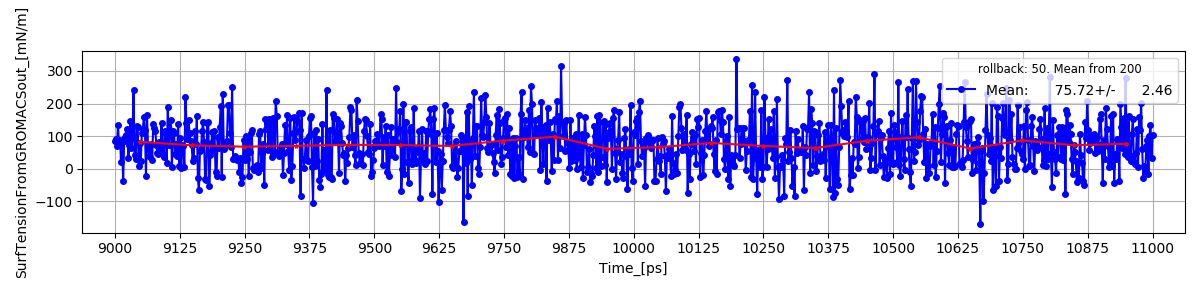 SurfTensionFromGROMACSout_[mN/m]
300
200
100
0
−100
rollback: 50. Mean from 200
Mean: 75.72+/- 2.46
9000 9125 9250 9375 9500 9625 9750 9875 10000 10125 10250 10375 10500 10625 10750 10875 11000
Time_[ps]